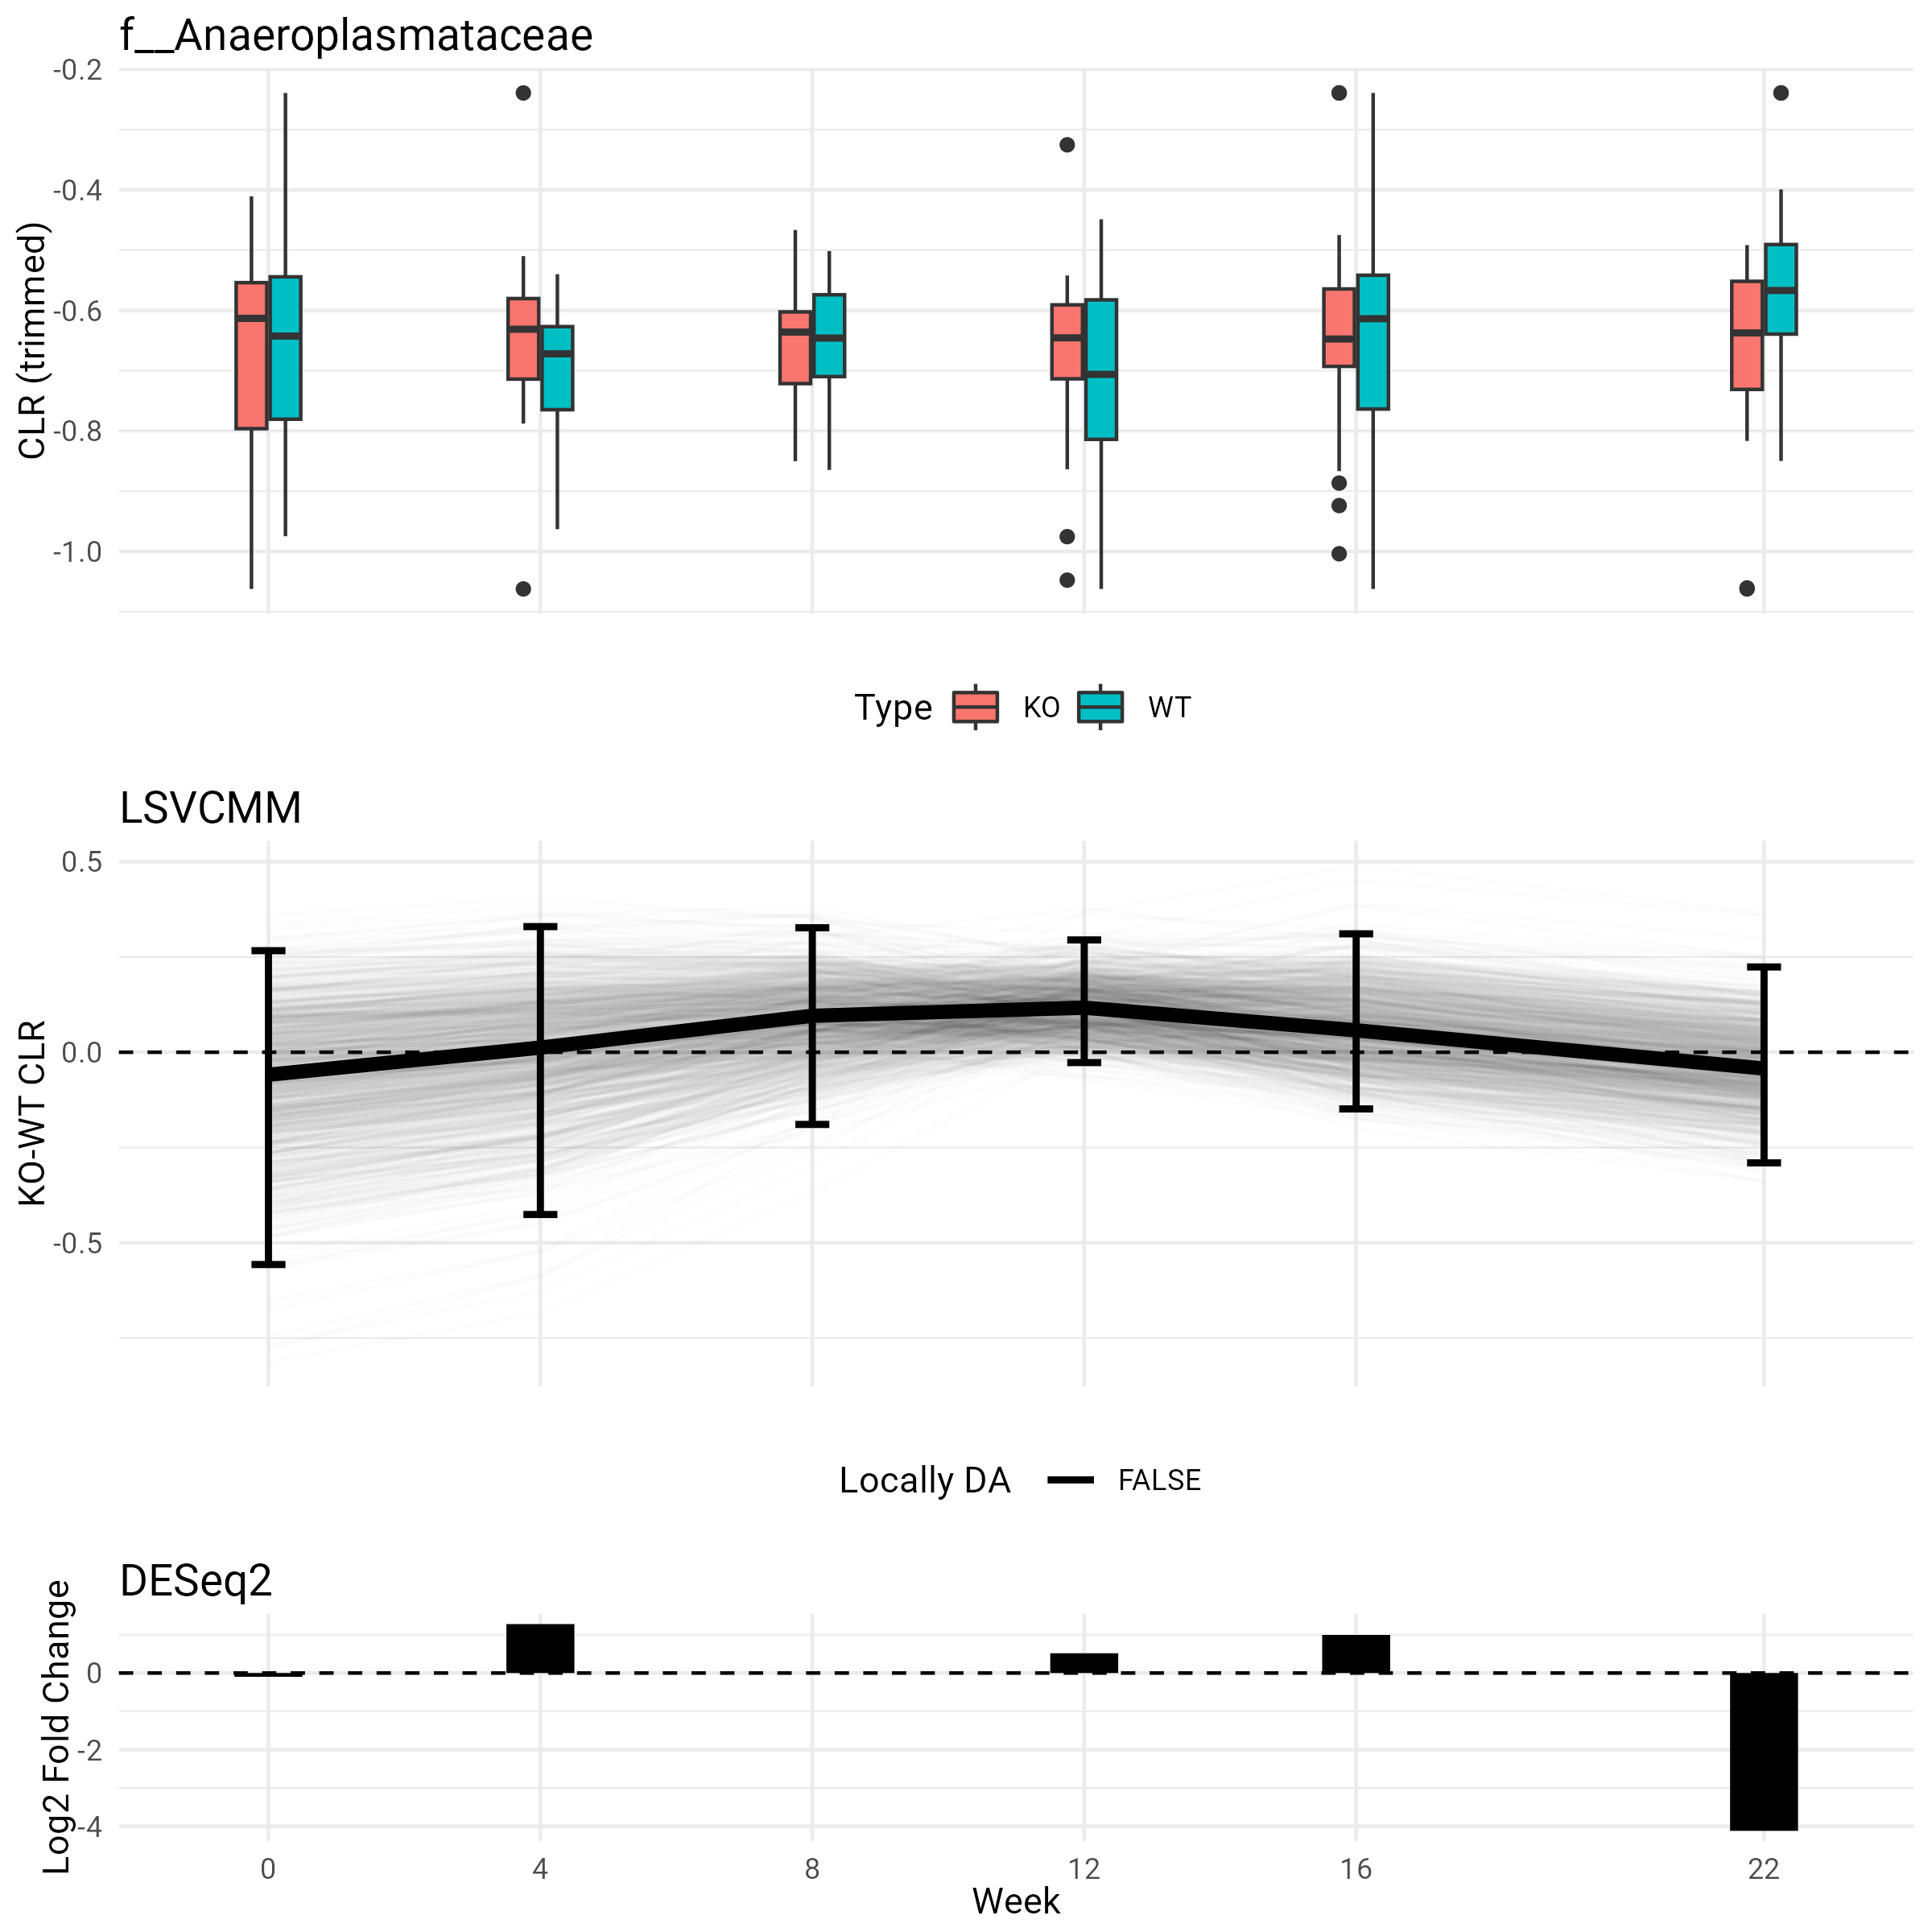 f__Anaeroplasmataceae
CLR (trimmed)
-0.2
-0.4
-0.6
-0.8
-1.0
Type KO WT
LSVCMM
KO-WT CLR
0.5
0.0
-0.5
Locally DA FALSE
DESeq2
Log2 Fold Change
0
-2
-4
0 4 8 12 16 22
Week